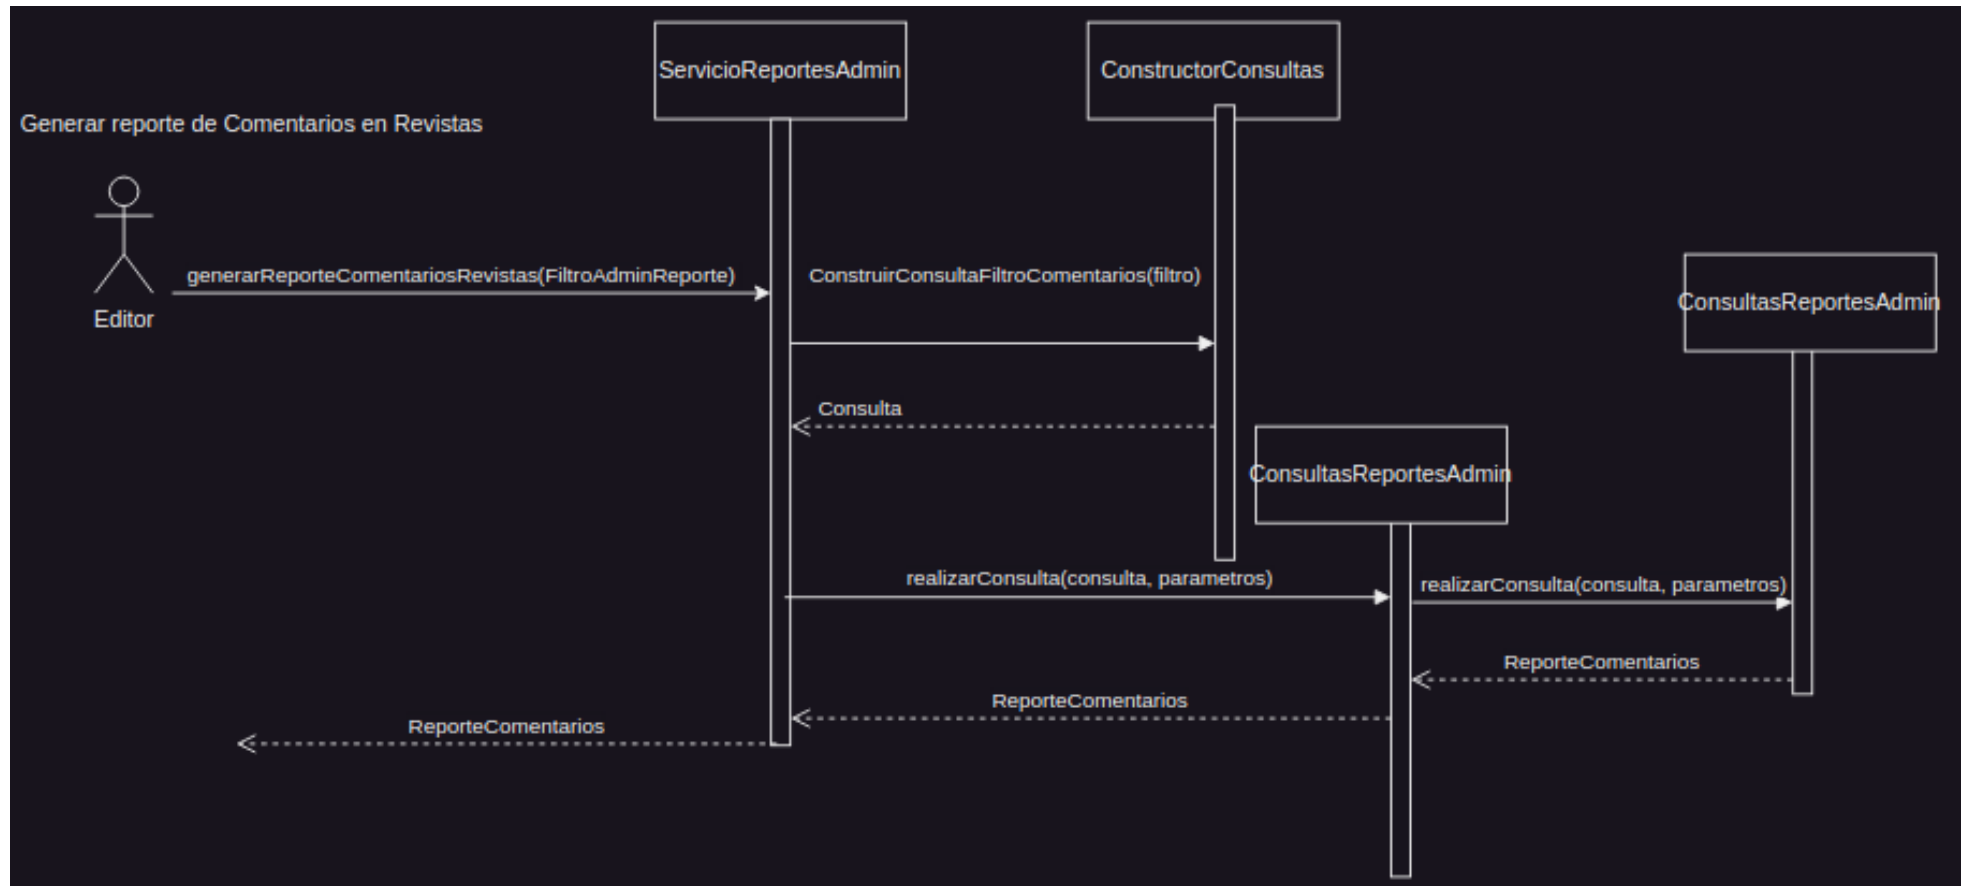 ServicioReportesAdmin
ConstructorConsultas
Generar reporte de Comentarios en Revistas
generarReporteComentariosRevistas(FiltroAdminReporte)
ConstruirConsultaFiltroComentarios(filtro)
ConsultasReportesAdmin
Editor
Consulta
ConsultasReportesAdmin
realizarConsulta(consulta, parametros)
realizarConsulta(consulta, parametros)
ReporteComentarios
ReporteComentarios
ReporteComentarios